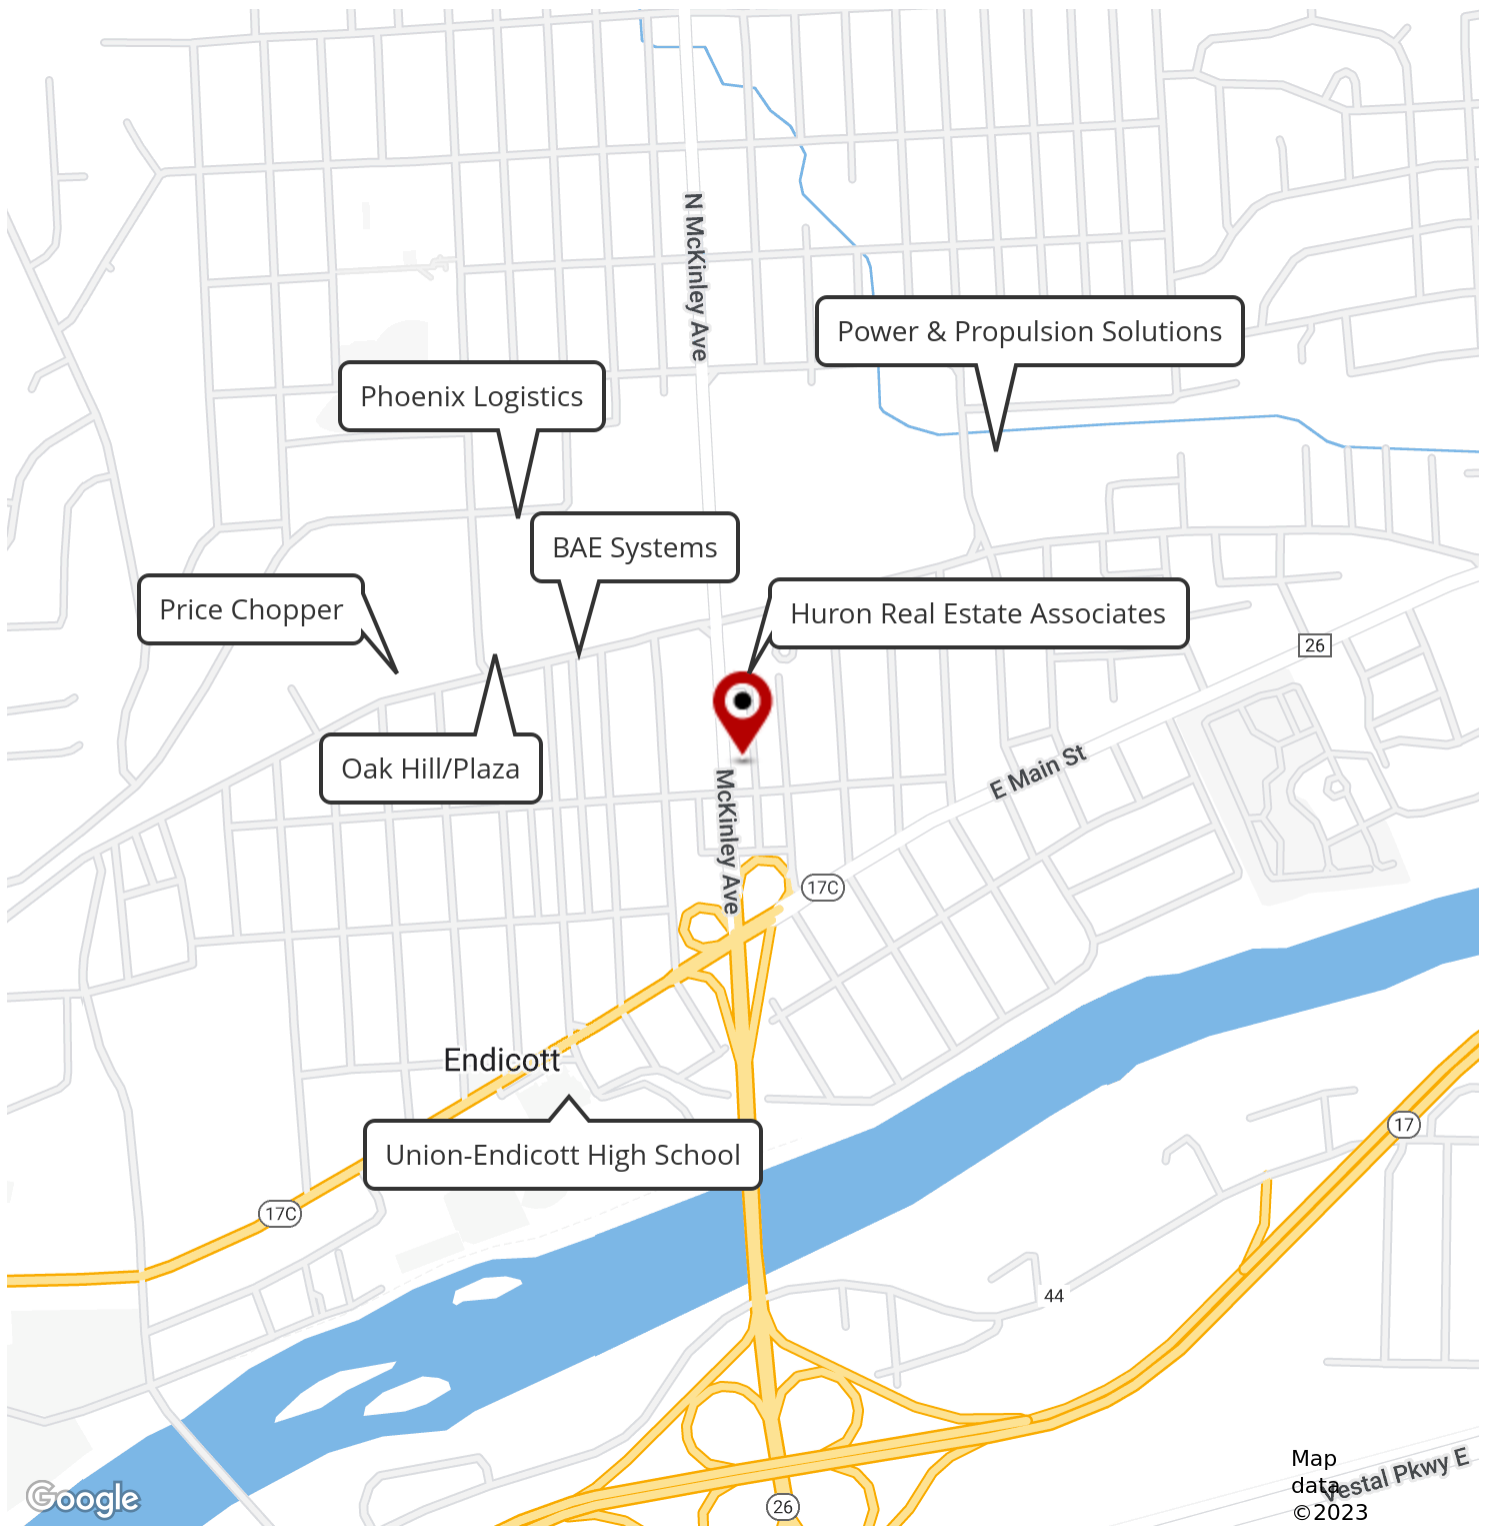 N McKinley Ave
Power & Propulsion Solutions
Phoenix Logistics
BAE Systems
Price Chopper
Huron Real Estate Associates
26
Oak Hill/Plaza
E Main St
McKinley Ave
17C
Endicott
17
Union-Endicott High School
17C
44
Map
data
©2023
Vestal Pkwy E
Google
26